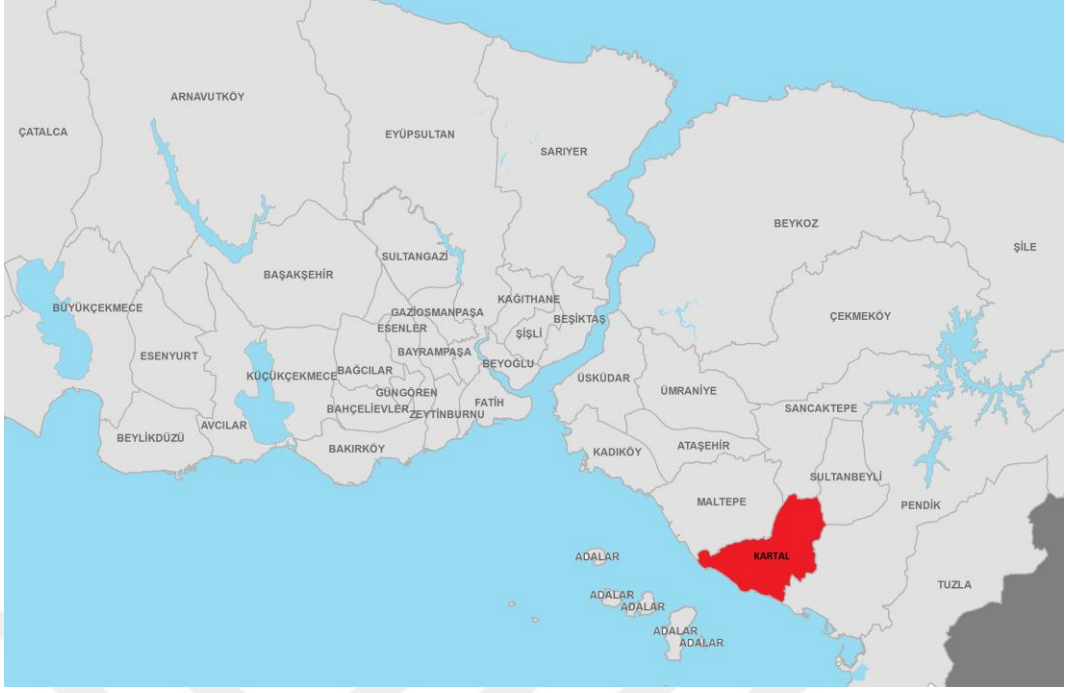 ARNAVUTKÖY
ÇATALCA
EYÜPSULTAN
SARIYER
BEYKOZ
ŞİLE
SULTANGAZİ
BAŞAKŞEHİR
KAĞITHANE
BÜYÜKÇEKMECE
GAZİOSMANPAŞA
BEŞİKTAŞ
ÇEKMEKÖY
ESENLER
ŞİŞLİ
ESENYURT
BAYRAMPAŞA
BEYOĞLU
BAĞCILAR
KÜÇÜKÇEKMECE
ÜSKÜDAR
ÜMRANİYE
GÜNGÖREN
FATİH
BAHÇELİEVLER
ZEYTİNBURNU
SANCAKTEPE
AVCILAR
BEYLİKDÜZÜ
BAKIRKÖY
KADIKÖY
ATAŞEHİR
SULTANBEYLİ
MALTEPE
PENDİK
KARTAL
ADALAR
TUZLA
ADALAR
ADALAR
ADALAR
ADALAR